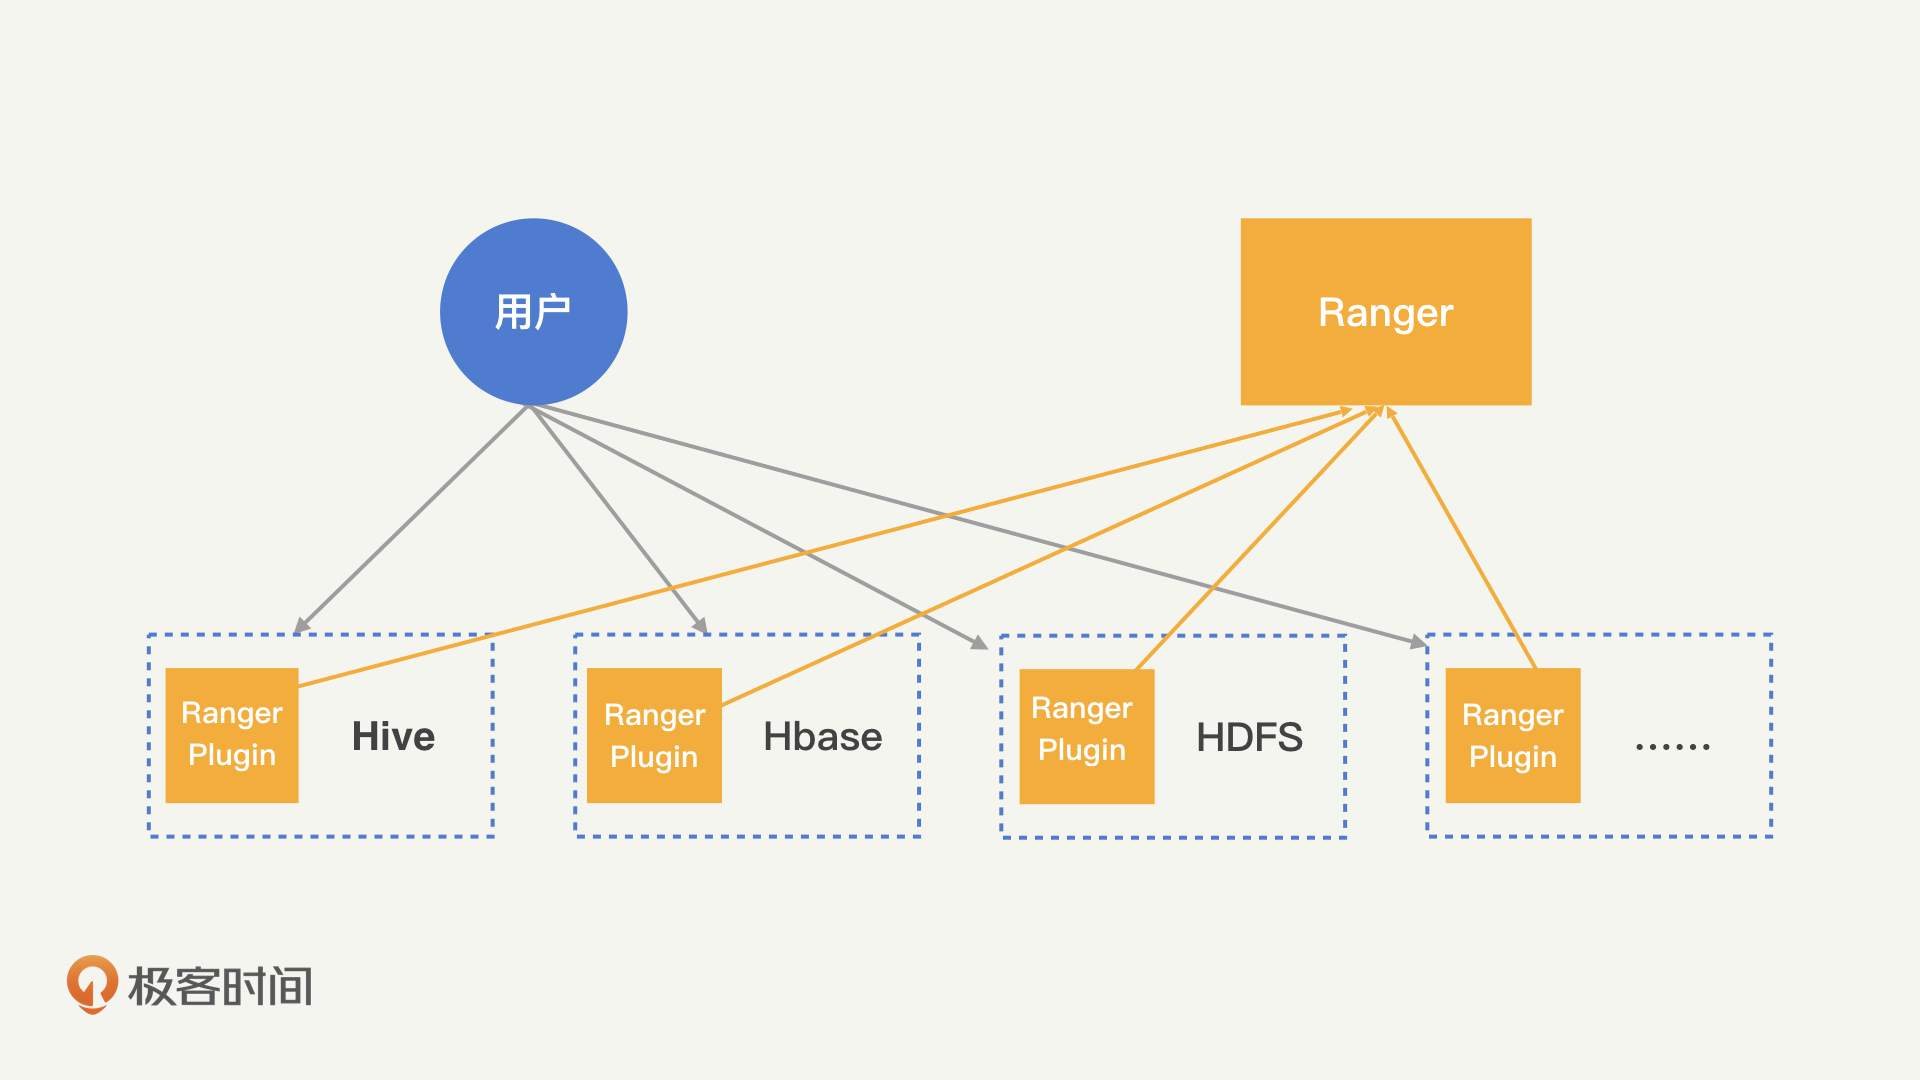 用户
Ranger
Ranger
Plugin
Hive
Ranger
Plugin
Hbase
Ranger
Plugin
HDFS
Ranger
Plugin
......
极客时间